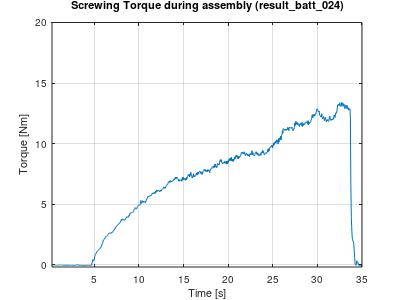 Screwing Torque during assembly (result_batt_024)
20
15
10
5
0
Torque [Nm]
5 10 15 20 25 30 35
Time [s]